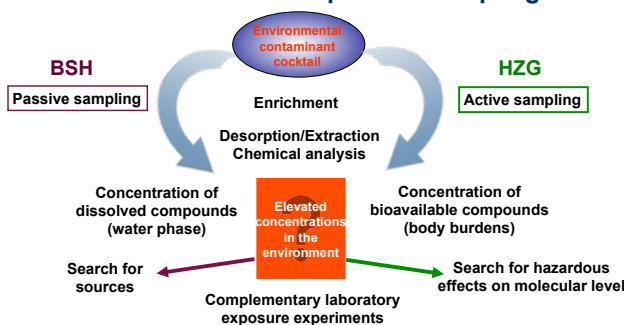 Environmental
contaminant
cocktail
BSH
HZG
Passive sampling
Active sampling
Enrichment
Desorption/Extraction
Chemical analysis
Concentration of
dissolved compounds
(water phase)
Elevated
concentrations
in the
environment
?
Concentration of
bioavailable compounds
(body burdens)
Search for
sources
Search for hazardous
effects on molecular level
Complementary laboratory
exposure experiments